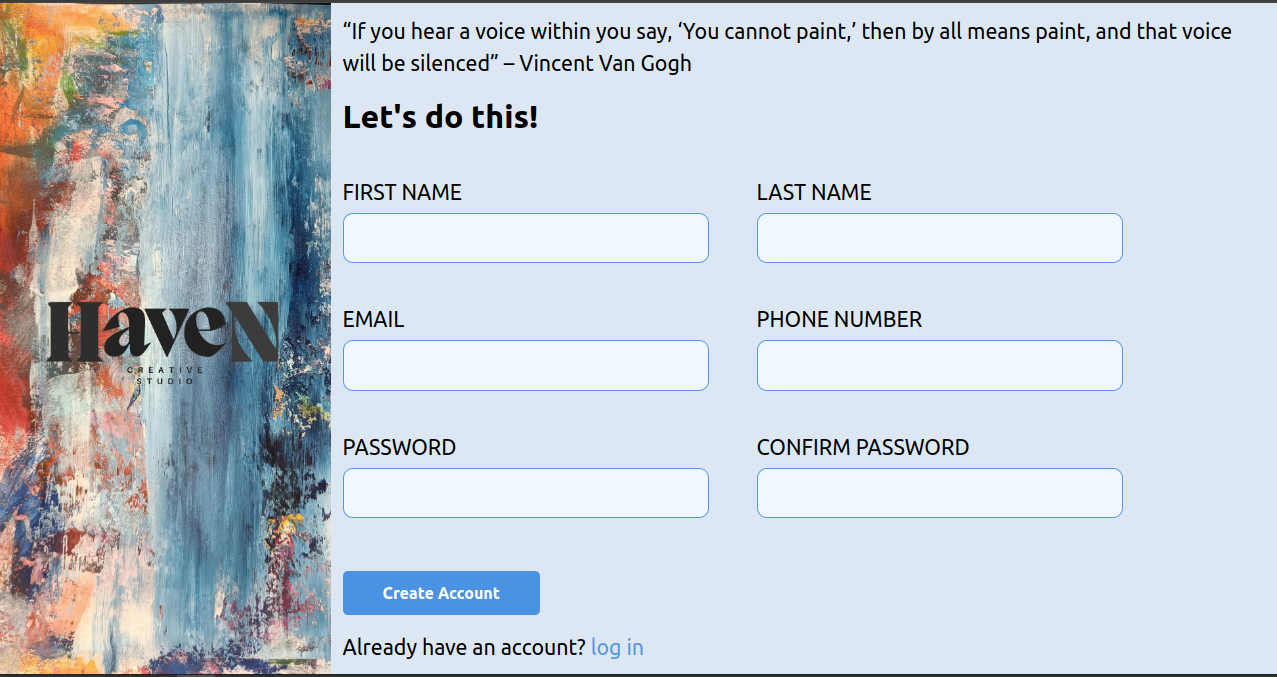 “If you hear a voice within you say, ‘You cannot paint,’ then by all means paint, and that voice
will be silenced” – Vincent Van Gogh
Let's do this!
FIRST NAME
LAST NAME
EMAIL
PHONE NUMBER
PASSWORD
CONFIRM PASSWORD
Create Account
Already have an account? log in
HaveN
CREATIVE
STUDIO